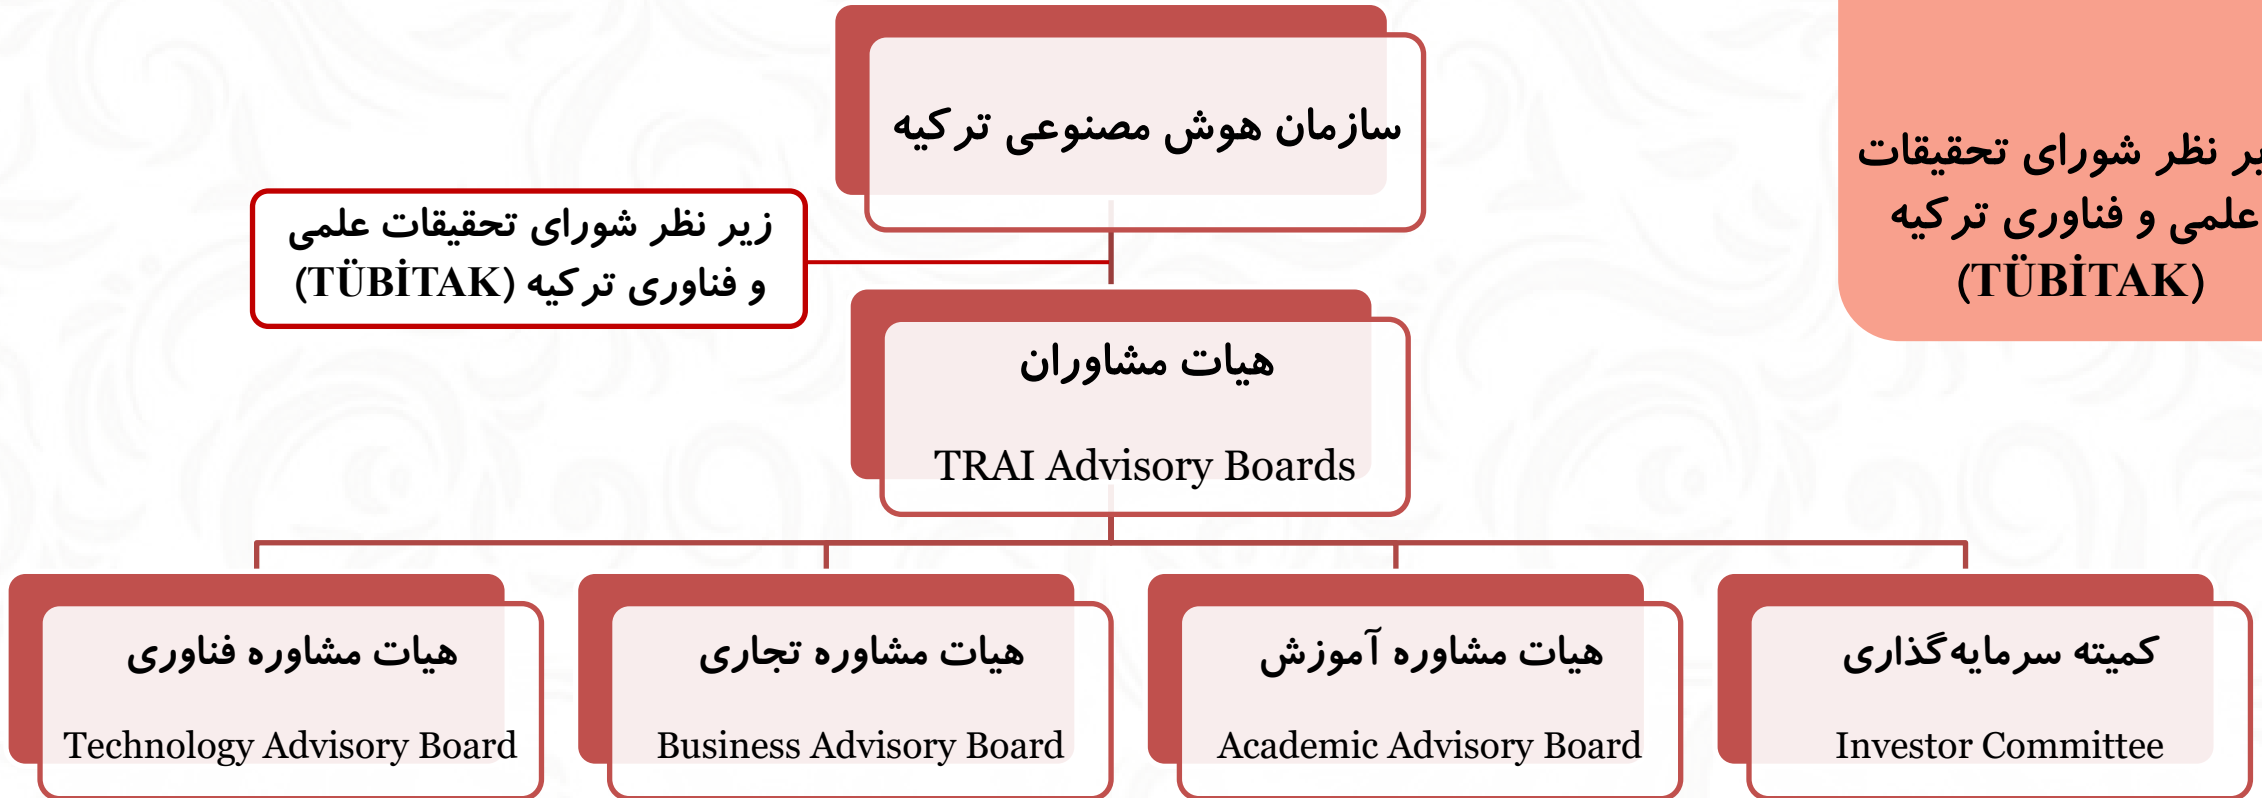 سازمان هوش مصنوعی ترکیه
زیر نظر شورای تحقیقات علمی
و فناوری ترکیه (TÜBİTAK)
نظر شورای تحقیقات
علمی و فناوری ترکیه
(TÜBİTAK)
هیات مشاوران
TRAI Advisory Boards
هیات مشاوره فناوری
Technology Advisory Board
هیات مشاوره تجاری
Business Advisory Board
هیات مشاوره آموزش
Academic Advisory Board
کمیته سرمایه‌گذاری
Investor Committee